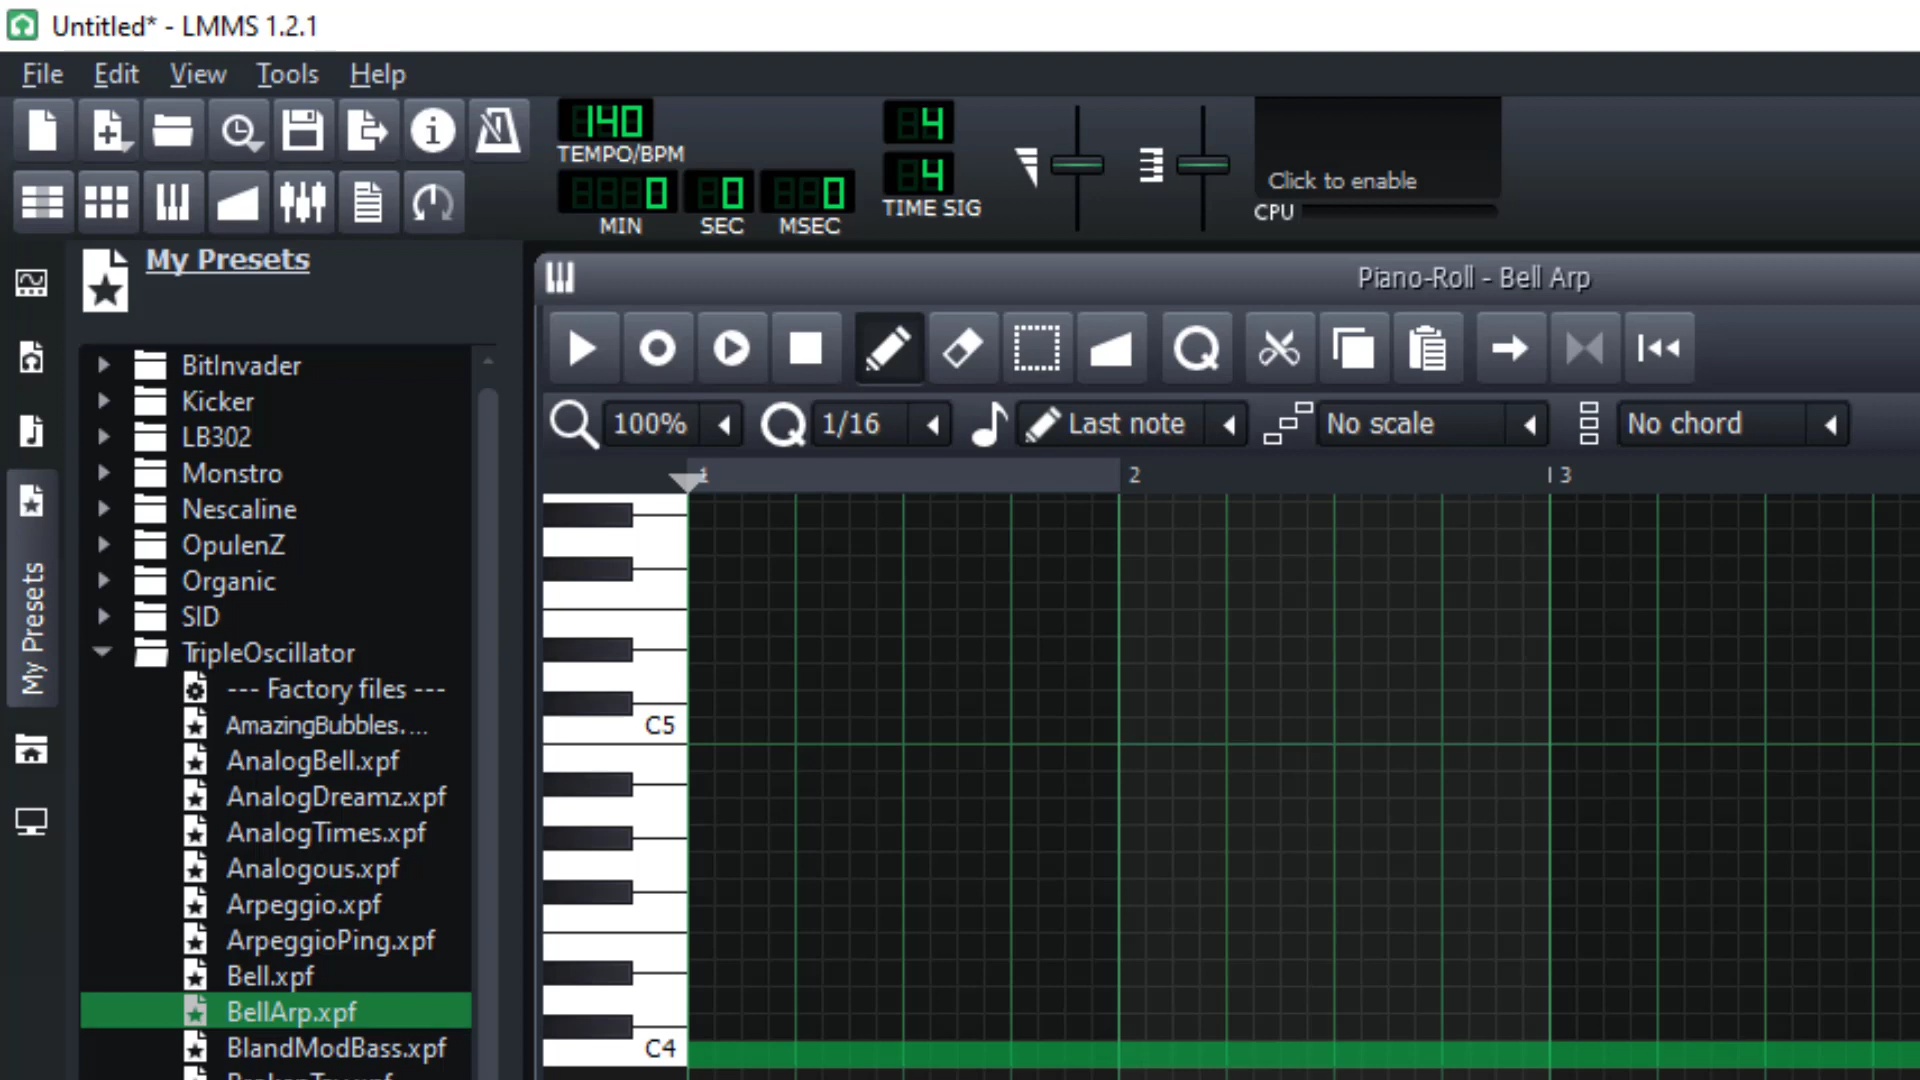 Untitled* - LMMS 1.2.1
File Edit View Tools Help
140
TEMPO/BPM
0 0 0
MIN SEC MSEC
4
4
TIME SIG
Click to enable
CPU
My Presets
My Presets
BitInvader
Kicker
LB302
Monstro
Nescaline
OpulenZ
Organic
SID
TripleOscillator
--- Factory files ---
AmazingBubbles....
AnalogBell.xpf
AnalogDreamz.xpf
AnalogTimes.xpf
Analogous.xpf
Arpeggio.xpf
ArpeggioPing.xpf
Bell.xpf
BellArp.xpf
BlandModBass.xpf
Piano-Roll - Bell Arp
100% 1/16 Last note No scale No chord
1 2 3
C5
C4